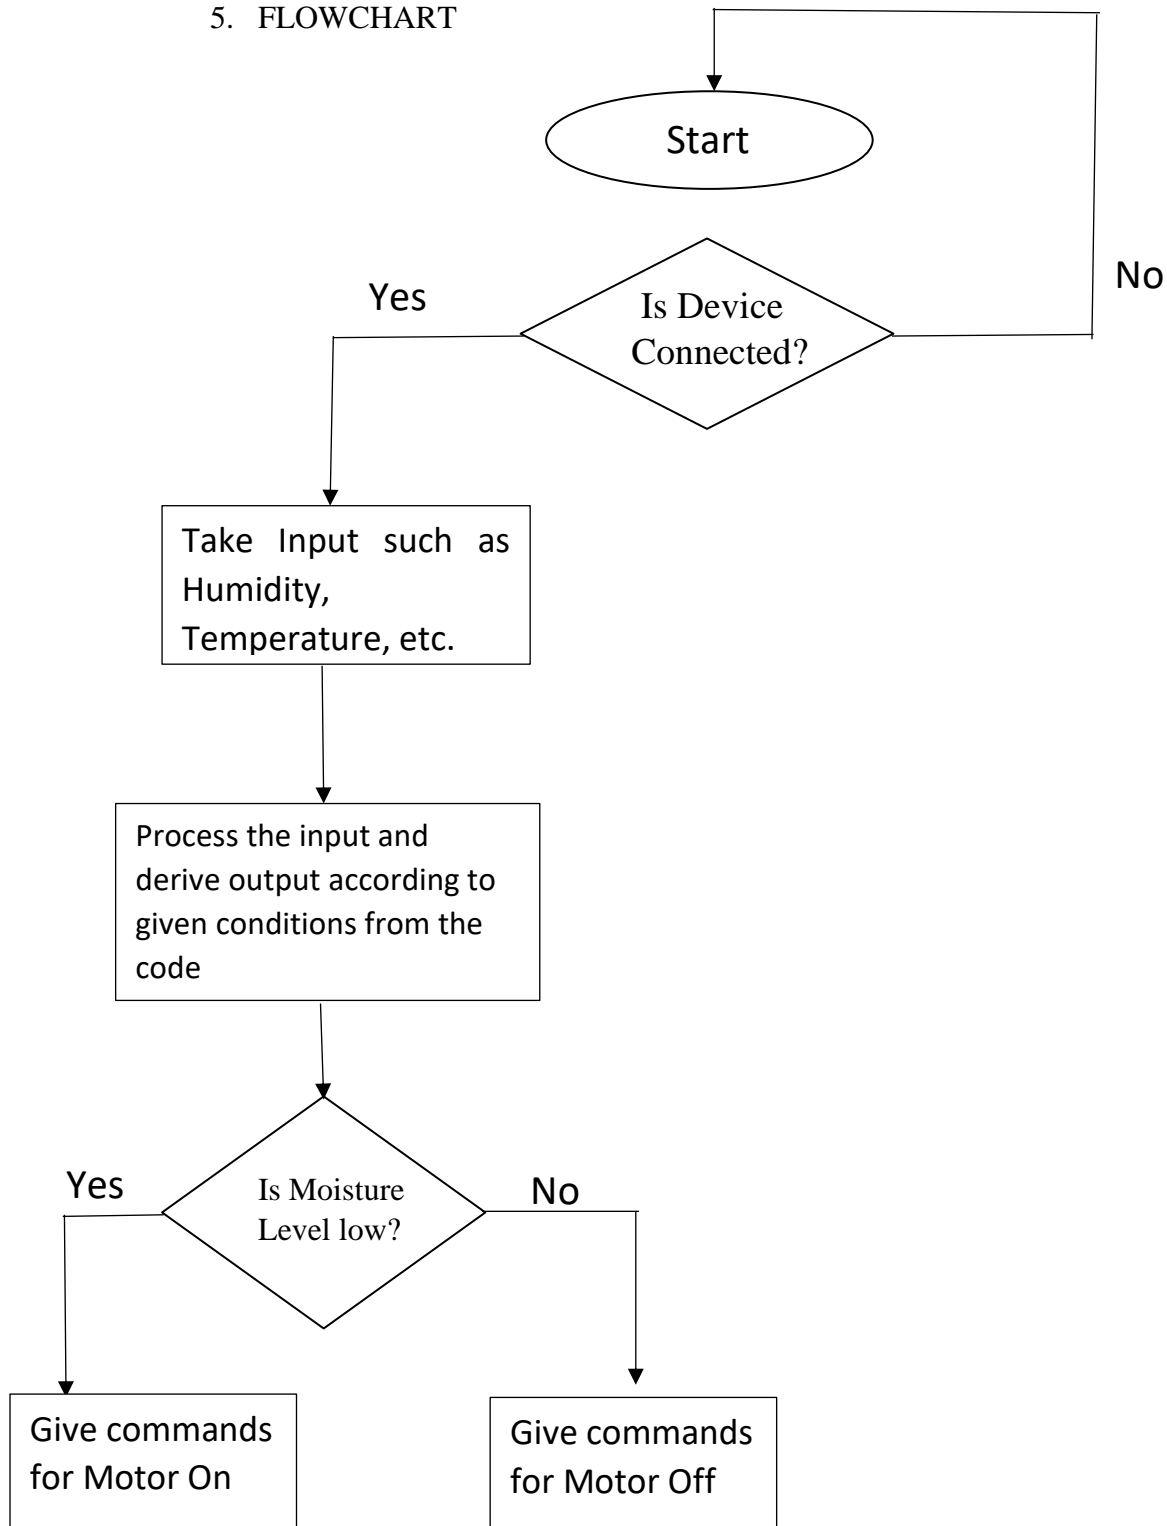 5. FLOWCHART
Start
No
Yes
Is Device
Connected?
Take Input such as
Humidity,
Temperature, etc.
Process the input and
derive output according to
given conditions from the
code
Yes
Is Moisture
Level low?
No
Give commands
for Motor On
Give commands
for Motor Off